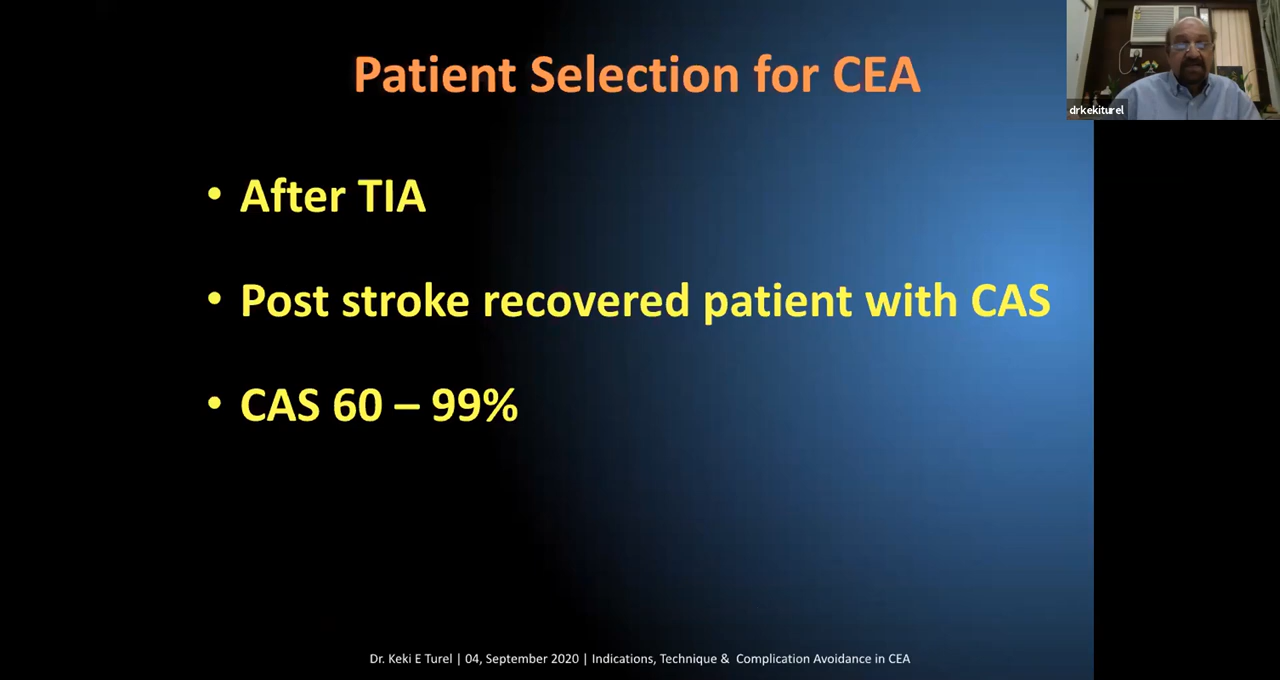 Patient Selection for CEA
drkekiturel
• After TIA
• Post stroke recovered patient with CAS
• CAS 60 – 99%
Dr. Keki E Turel | 04, September 2020 | Indications, Technique & Complication Avoidance in CEA